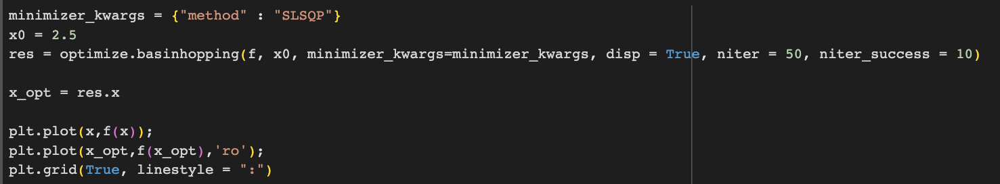 minimizer_kwargs = {"method" : "SLSQP"}
x0 = 2.5
res = optimize.basinhopping(f, x0, minimizer_kwargs=minimizer_kwargs, disp = True, niter = 50, niter_success = 10)
x_opt = res.x
plt.plot(x,f(x));
plt.plot(x_opt,f(x_opt),'ro');
plt.grid(True, linestyle = ":")